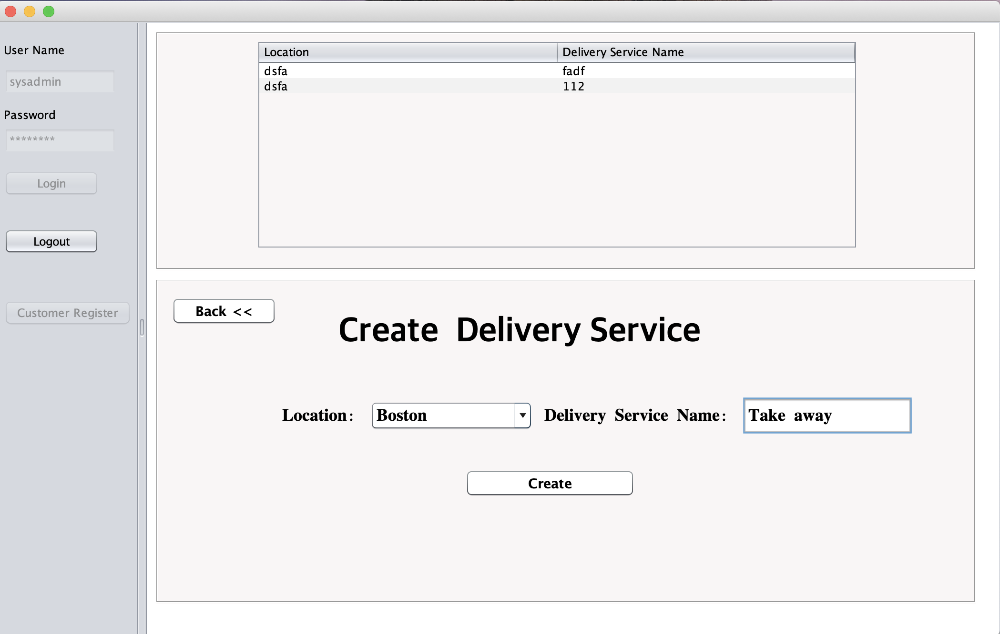 User Name
sysadmin
Password
********
Login
Logout
Customer Register
Location Delivery Service Name
dsfa fadf
dsfa 112
Back <<
Create Delivery Service
Location: Boston Delivery Service Name: Take away
Create